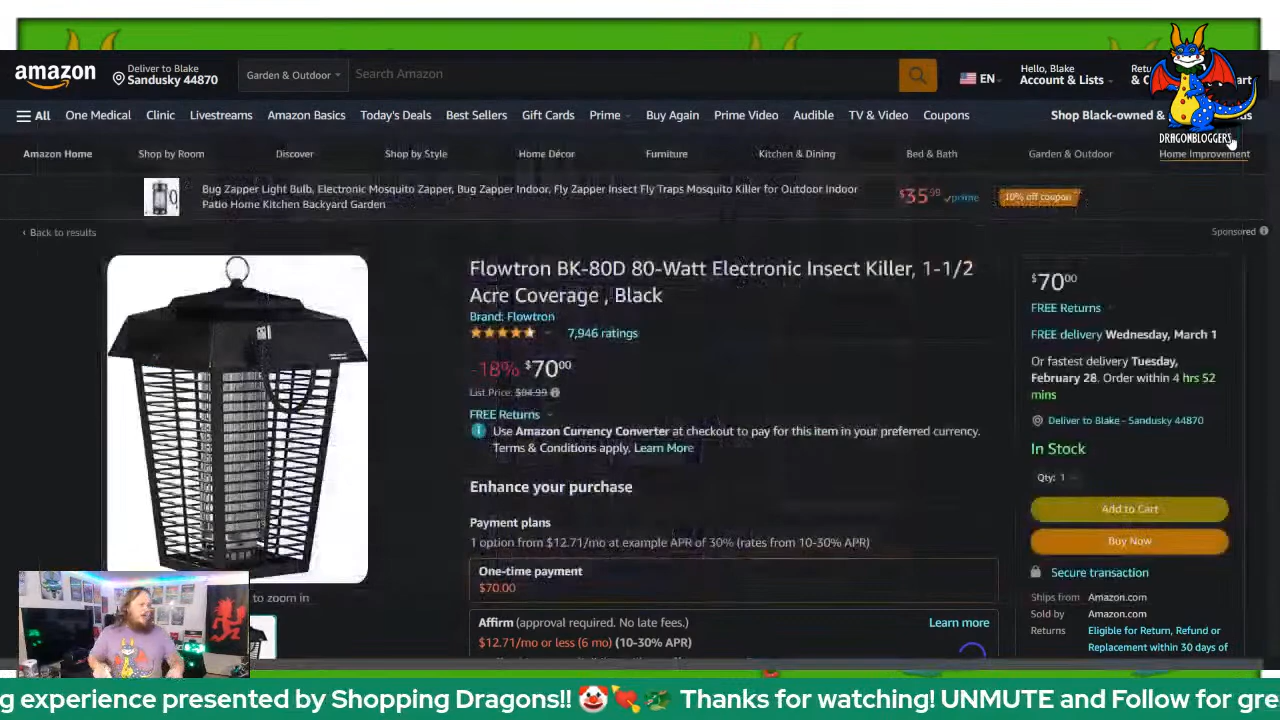 amazon
Deliver to Blake
Sandusky 44870
Garden & Outdoor
Search Amazon
EN
Hello, Blake
Account & Lists
DRAGONBLOGGERS
All
One Medical
Clinic
Livestreams
Amazon Basics
Today's Deals
Best Sellers
Gift Cards
Prime
Buy Again
Prime Video
Audible
TV & Video
Coupons
Shop Black-owned &
Amazon Home
Shop by Room
Discover
Shop by Style
Home Décor
Furniture
Kitchen & Dining
Bed & Bath
Garden & Outdoor
Home Improvement
Bug Zapper Light Bulb, Electronic Mosquito Zapper, Bug Zapper Indoor, Fly Zapper Insect Fly Traps Mosquito Killer for Outdoor Indoor
Patio Home Kitchen Backyard Garden
$35.99 prime
10% off coupon
‹ Back to results
Sponsored
Flowtron BK-80D 80-Watt Electronic Insect Killer, 1-1/2
Acre Coverage , Black
Brand: Flowtron
7,946 ratings
-18% $70.00
List Price: $84.99
FREE Returns
Use Amazon Currency Converter at checkout to pay for this item in your preferred currency.
Terms & Conditions apply. Learn More
Enhance your purchase
Payment plans
1 option from $12.71/mo at example APR of 30% (rates from 10-30% APR)
One-time payment
$70.00
Affirm (approval required. No late fees.)
Learn more
$12.71/mo or less (6 mo) (10-30% APR)
to zoom in
$70.00
FREE Returns
FREE delivery Wednesday, March 1
Or fastest delivery Tuesday,
February 28. Order within 4 hrs 52
mins
Deliver to Blake - Sandusky 44870
In Stock
Qty: 1
Add to Cart
Buy Now
Secure transaction
Ships from Amazon.com
Sold by Amazon.com
Returns Eligible for Return, Refund or
Replacement within 30 days of
g experience presented by Shopping Dragons!! 🤡💘🐲 Thanks for watching! UNMUTE and Follow for gre